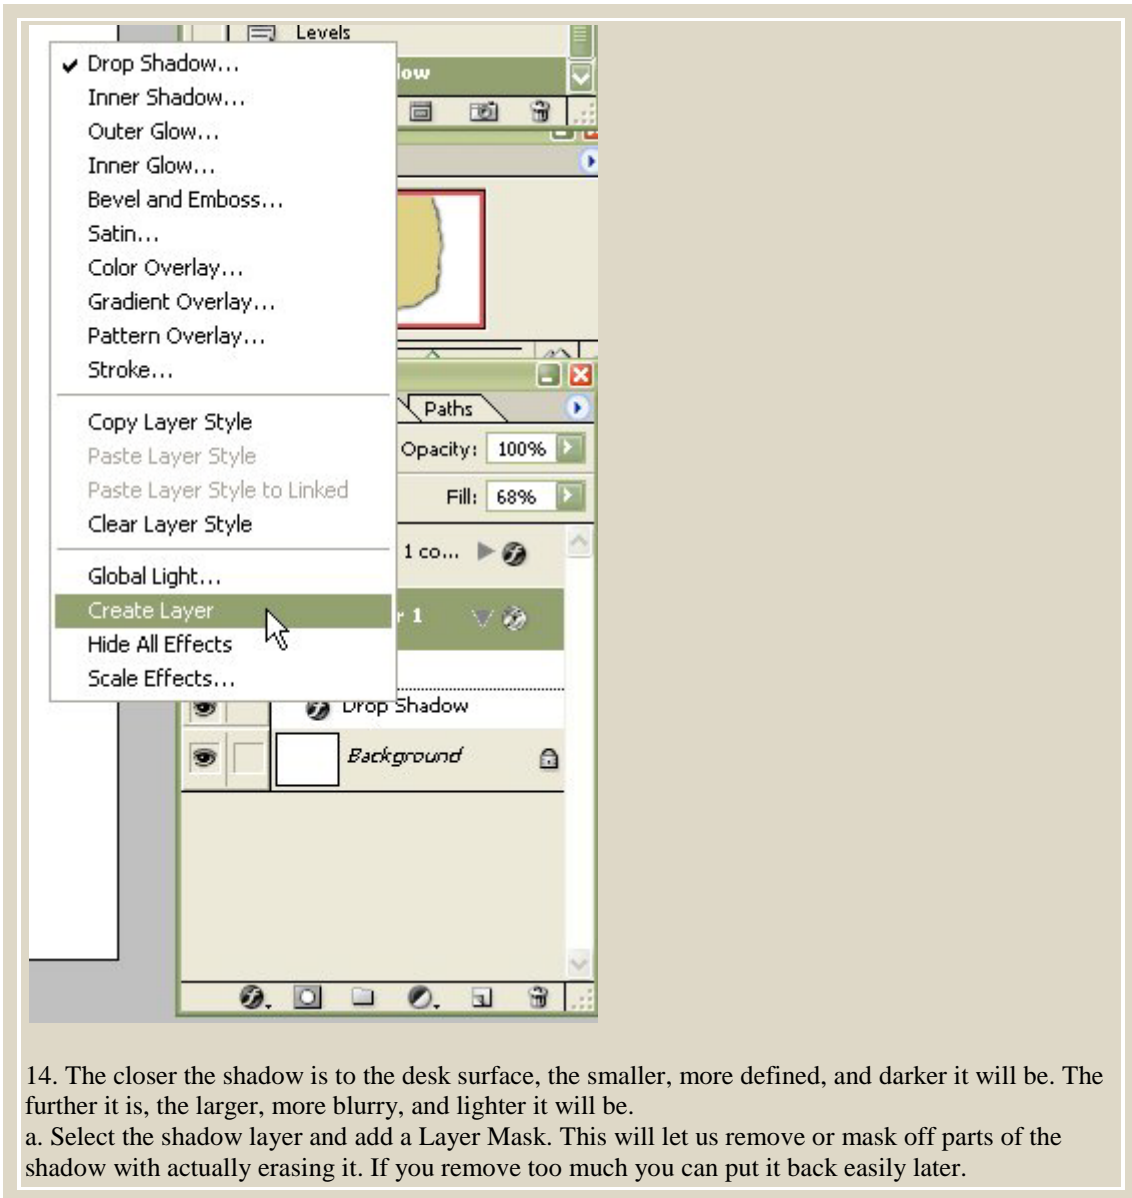 Levels
Drop Shadow...
low
Inner Shadow...
Outer Glow...
Inner Glow...
Bevel and Emboss...
Satin...
Color Overlay...
Gradient Overlay...
Pattern Overlay...
Stroke...
Copy Layer Style
Paste Layer Style
Paste Layer Style to Linked
Clear Layer Style
Global Light...
Create Layer
Hide All Effects
Scale Effects...
Paths
Opacity: 100%
Fill: 68%
1 co...
r 1
Drop Shadow
Background
14. The closer the shadow is to the desk surface, the smaller, more defined, and darker it will be. The
further it is, the larger, more blurry, and lighter it will be.
a. Select the shadow layer and add a Layer Mask. This will let us remove or mask off parts of the
shadow with actually erasing it. If you remove too much you can put it back easily later.